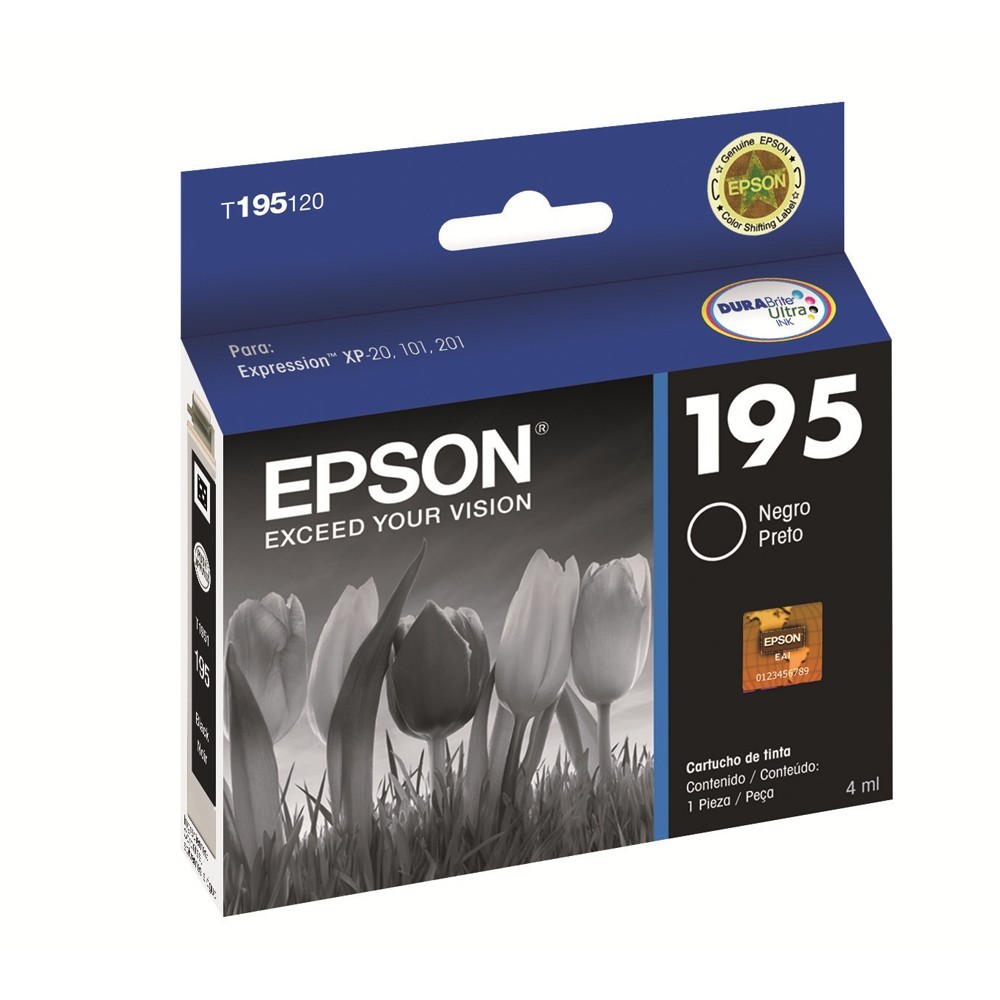 T195120
Genuine EPSON
EPSON
Color Shifting Label
DURABrite
Ultra
INK
Para:
Expression™ XP-20, 101, 201
EPSON®
EXCEED YOUR VISION
195
Negro
Preto
EPSON
EAI
0123456789
Cartucho de tinta
Contenido / Conteúdo:
1 Pieza / Peça
4 ml
T1951
195
Black
Noir